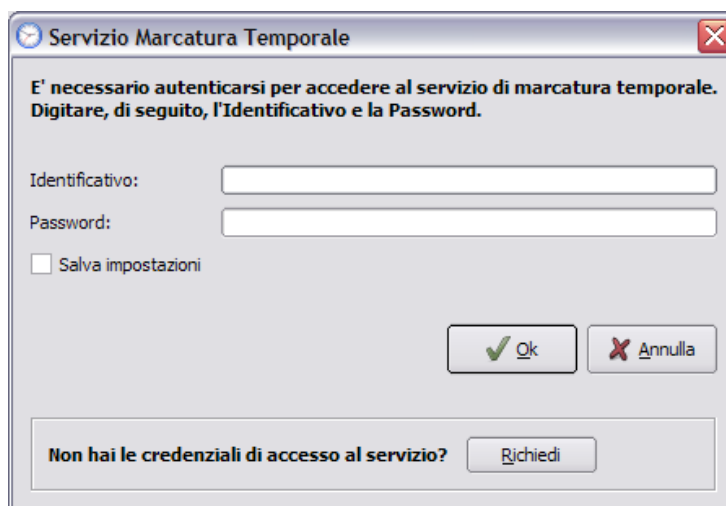 Servizio Marcatura Temporale
E' necessario autenticarsi per accedere al servizio di marcatura temporale.
Digitare, di seguito, l'Identificativo e la Password.
Identificativo:
Password:
Salva impostazioni
Ok
Annulla
Non hai le credenziali di accesso al servizio?
Richiedi